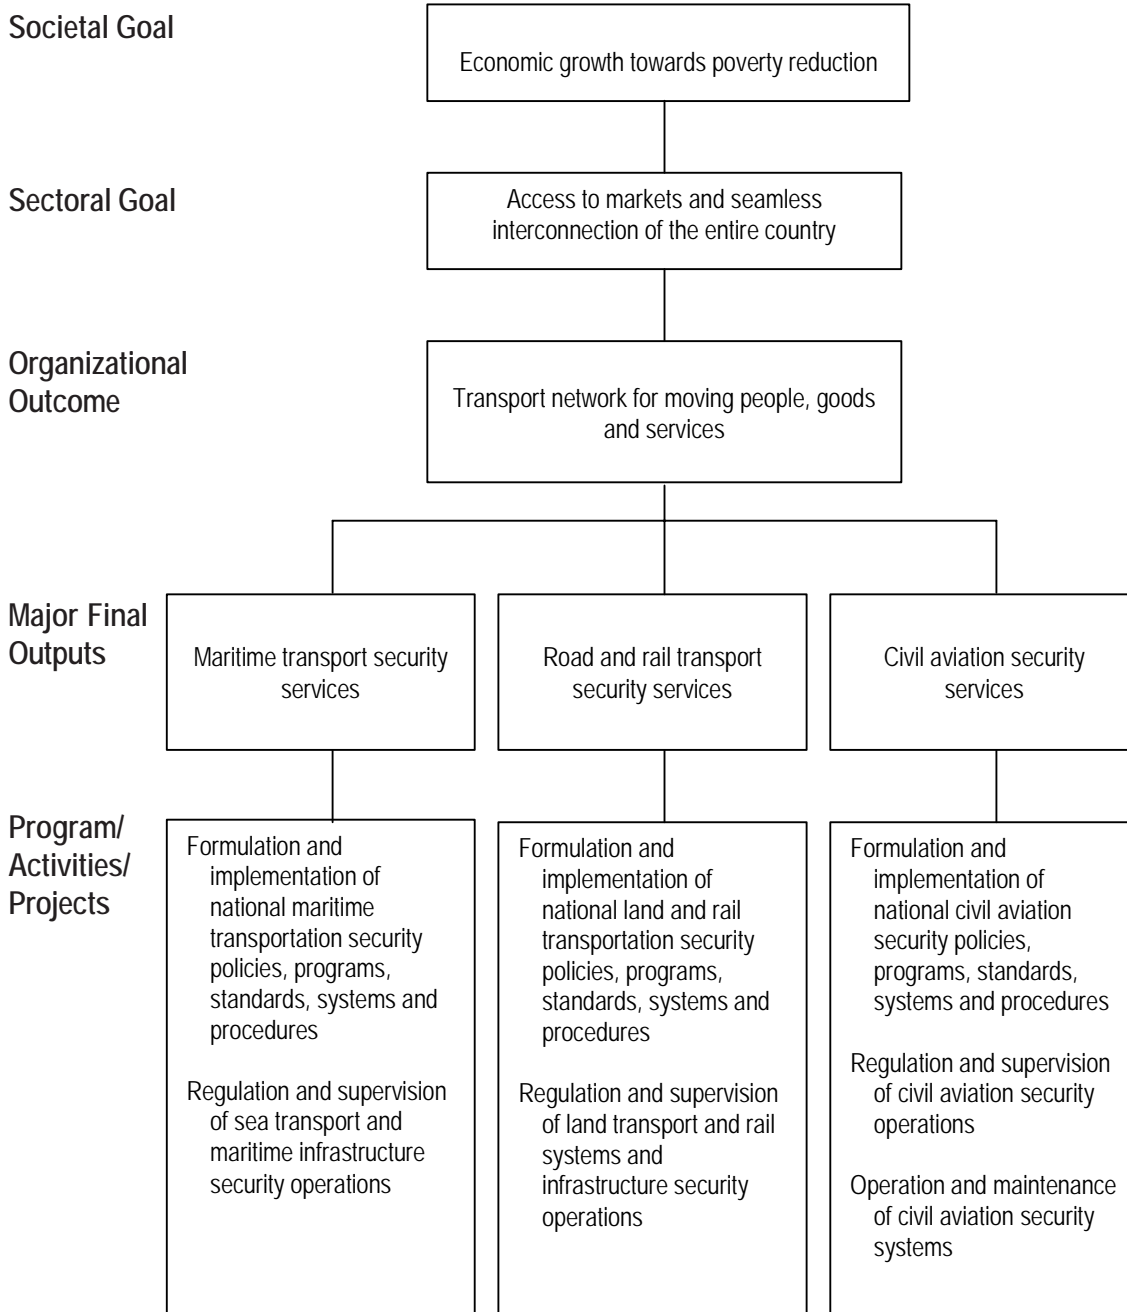 Societal Goal
Economic growth towards poverty reduction
Sectoral Goal
Access to markets and seamless
interconnection of the entire country
Organizational
Outcome
Transport network for moving people, goods
and services
Major Final
Outputs
Maritime transport security
services
Road and rail transport
security services
Civil aviation security
services
Program/
Activities/
Projects
Formulation and
implementation of
national maritime
transportation security
policies, programs,
standards, systems and
procedures
Regulation and supervision
of sea transport and
maritime infrastructure
security operations
Formulation and
implementation of
national land and rail
transportation security
policies, programs,
standards, systems and
procedures
Regulation and supervision
of land transport and rail
systems and
infrastructure security
operations
Formulation and
implementation of
national civil aviation
security policies,
programs, standards,
systems and procedures
Regulation and supervision
of civil aviation security
operations
Operation and maintenance
of civil aviation security
systems